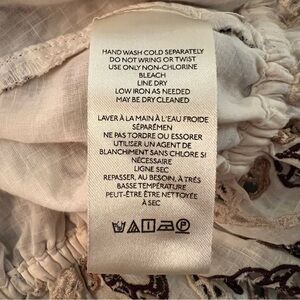 HAND WASH COLD SEPARATELY
DO NOT WRING OR TWIST
USE ONLY NON-CHLORINE
BLEACH
LINE DRY
LOW IRON AS NEEDED
MAY BE DRY CLEANED
LAVER À LA MAIN À L'EAU FROIDE
SÉPARÉMEN
NE PAS TORDRE OU ESSORER
UTILISER UN AGENT DE
BLANCHIMENT SANS CHLORE SI
NÉCESSAIRE
LIGNE SEC
REPASSER, AU BESOIN, À TRÈS
BASSE TEMPÉRATURE
PEUT-ÊTRE ÊTRE NETTOYÉE
À SEC